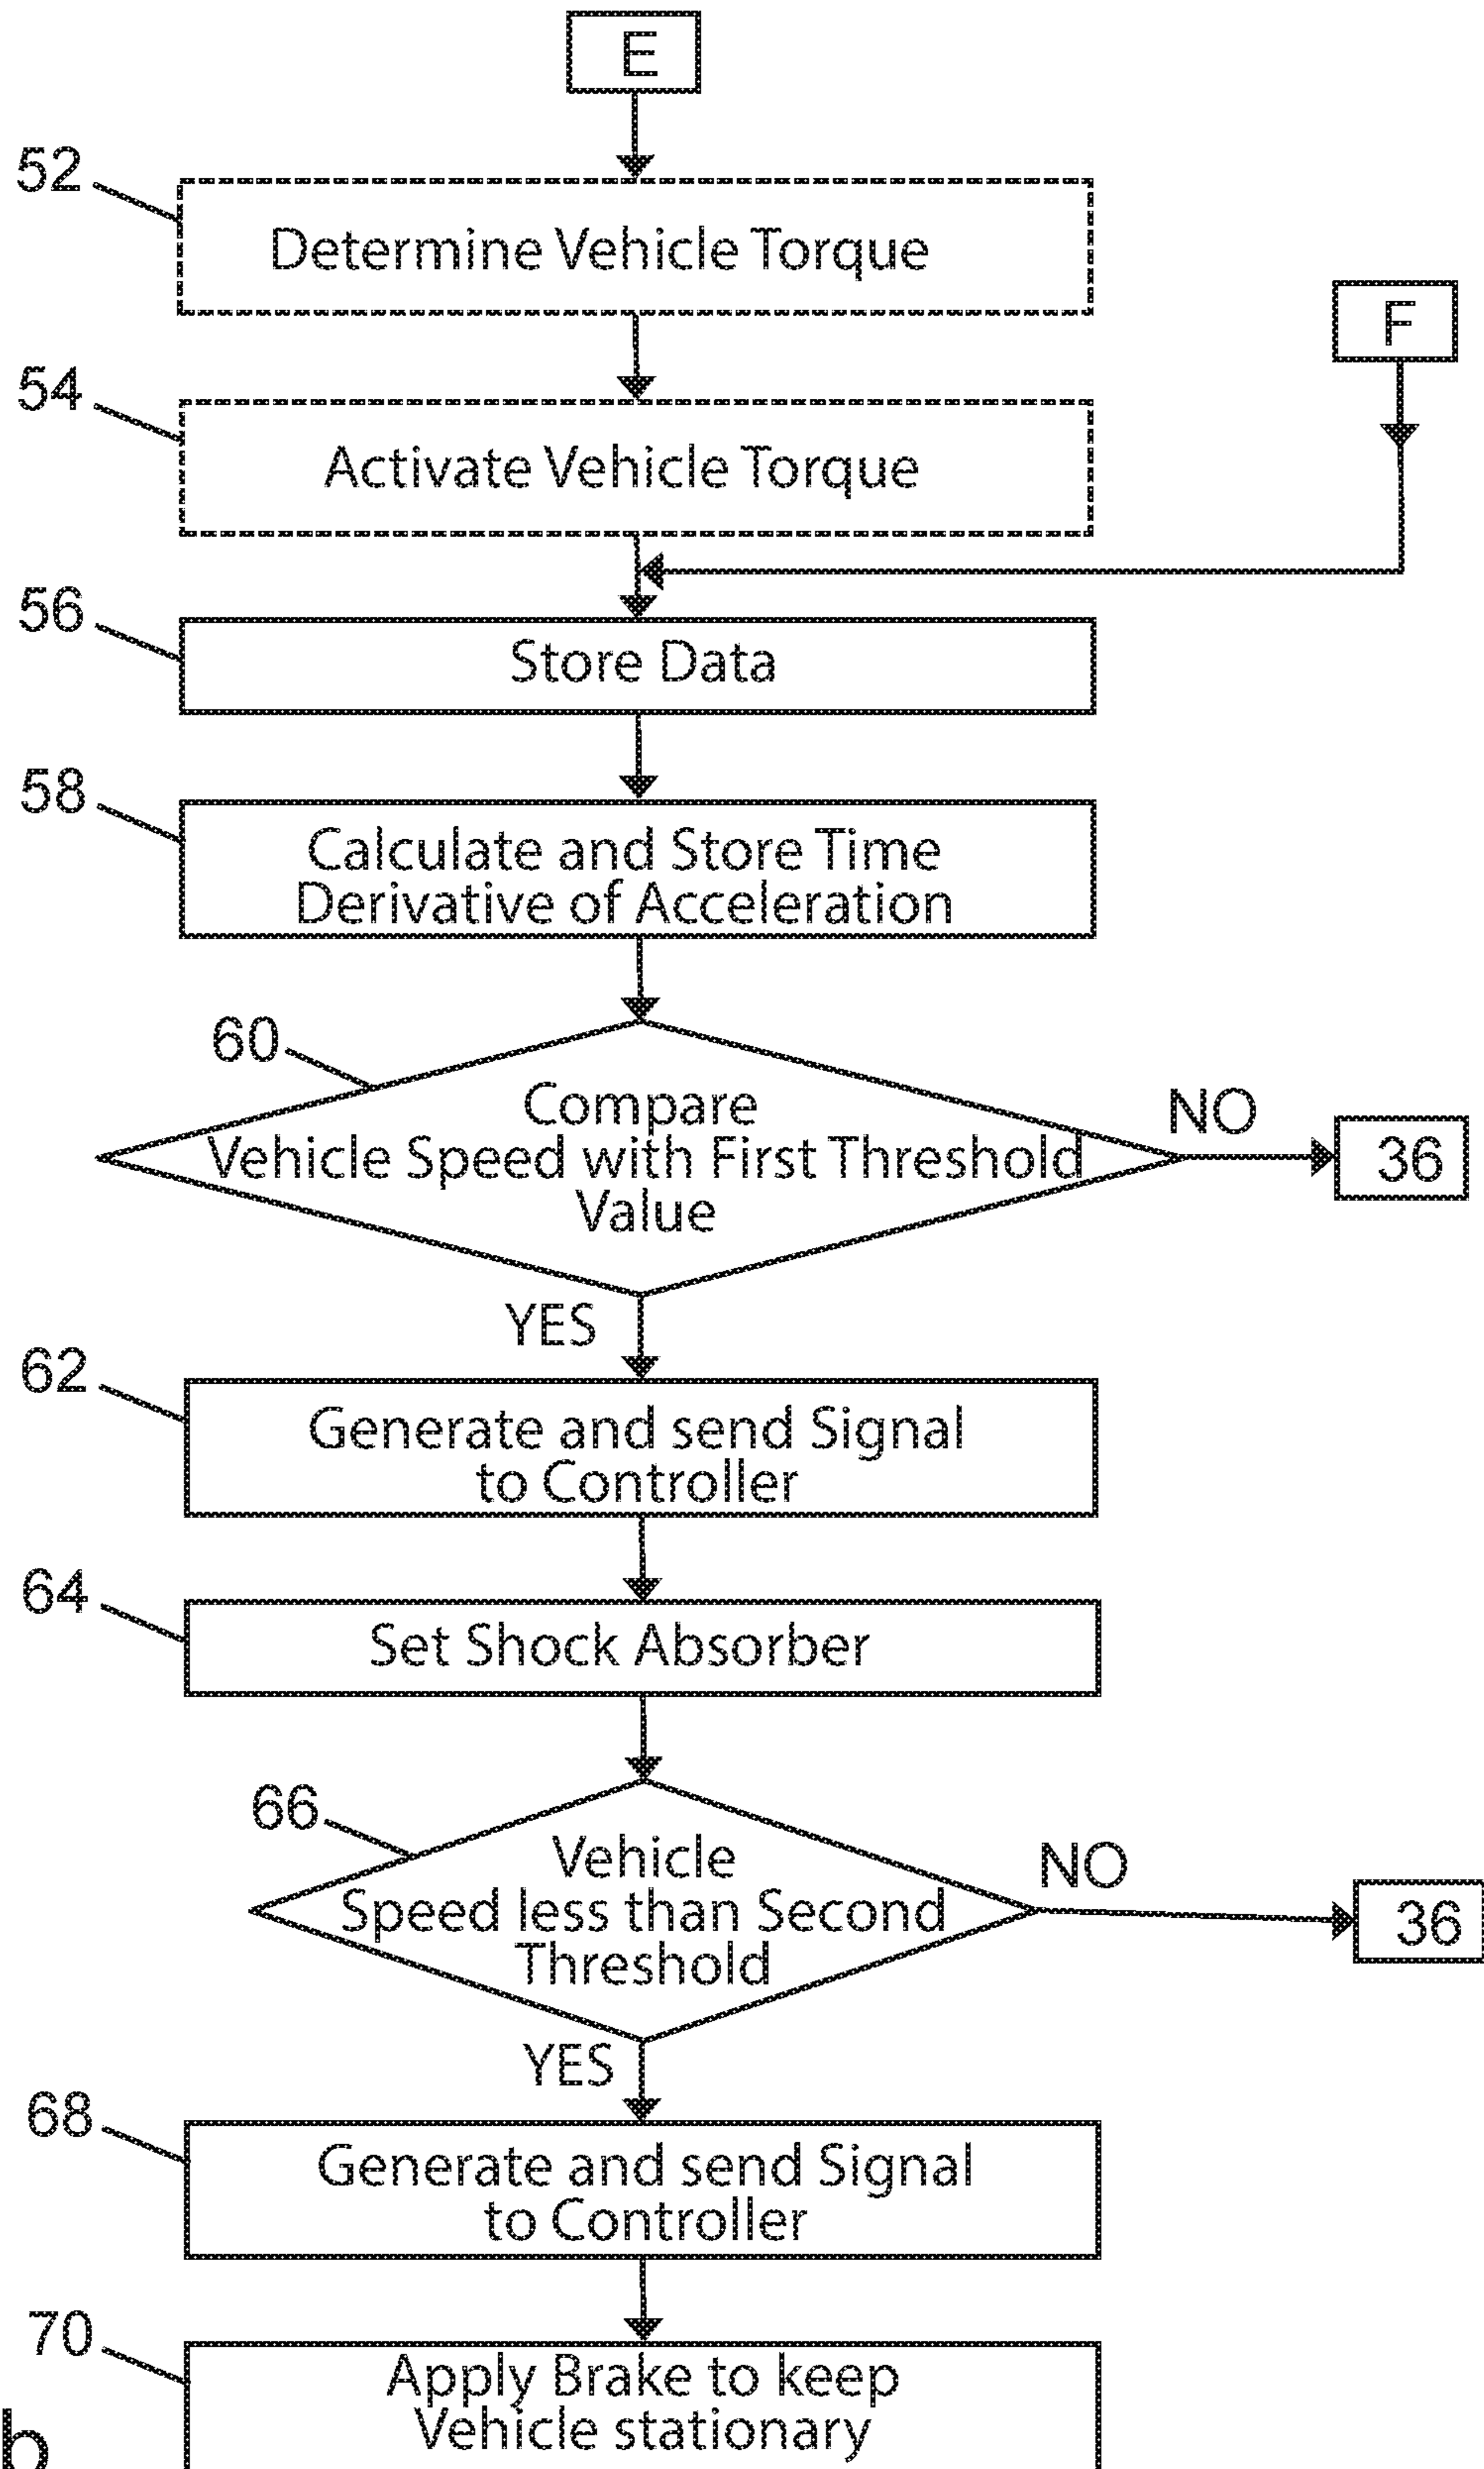 E
52
Determine Vehicle Torque
F
54
Activate Vehicle Torque
56
Store Data
58
Calculate and Store Time
Derivative of Acceleration
60
Compare
Vehicle Speed with First Threshold
Value
NO
36
YES
62
Generate and send Signal
to Controller
64
Set Shock Absorber
66
Vehicle
Speed less than Second
Threshold
NO
36
YES
68
Generate and send Signal
to Controller
70
Apply Brake to keep
Vehicle stationary
b